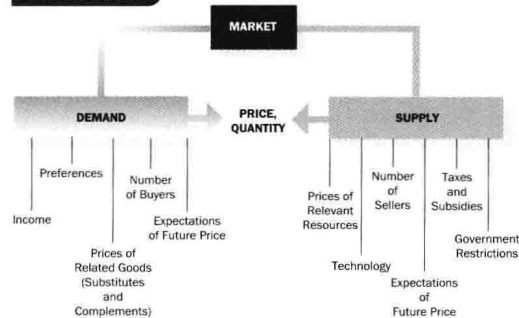 MARKET
DEMAND
PRICE,
QUANTITY
SUPPLY
Income
Preferences
Prices of
Related Goods
(Substitutes
and
Complements)
Number
of Buyers
Expectations
of Future Price
Prices of
Relevant
Resources
Technology
Number
of
Sellers
Expectations
of
Future Price
Taxes
and
Subsidies
Government
Restrictions